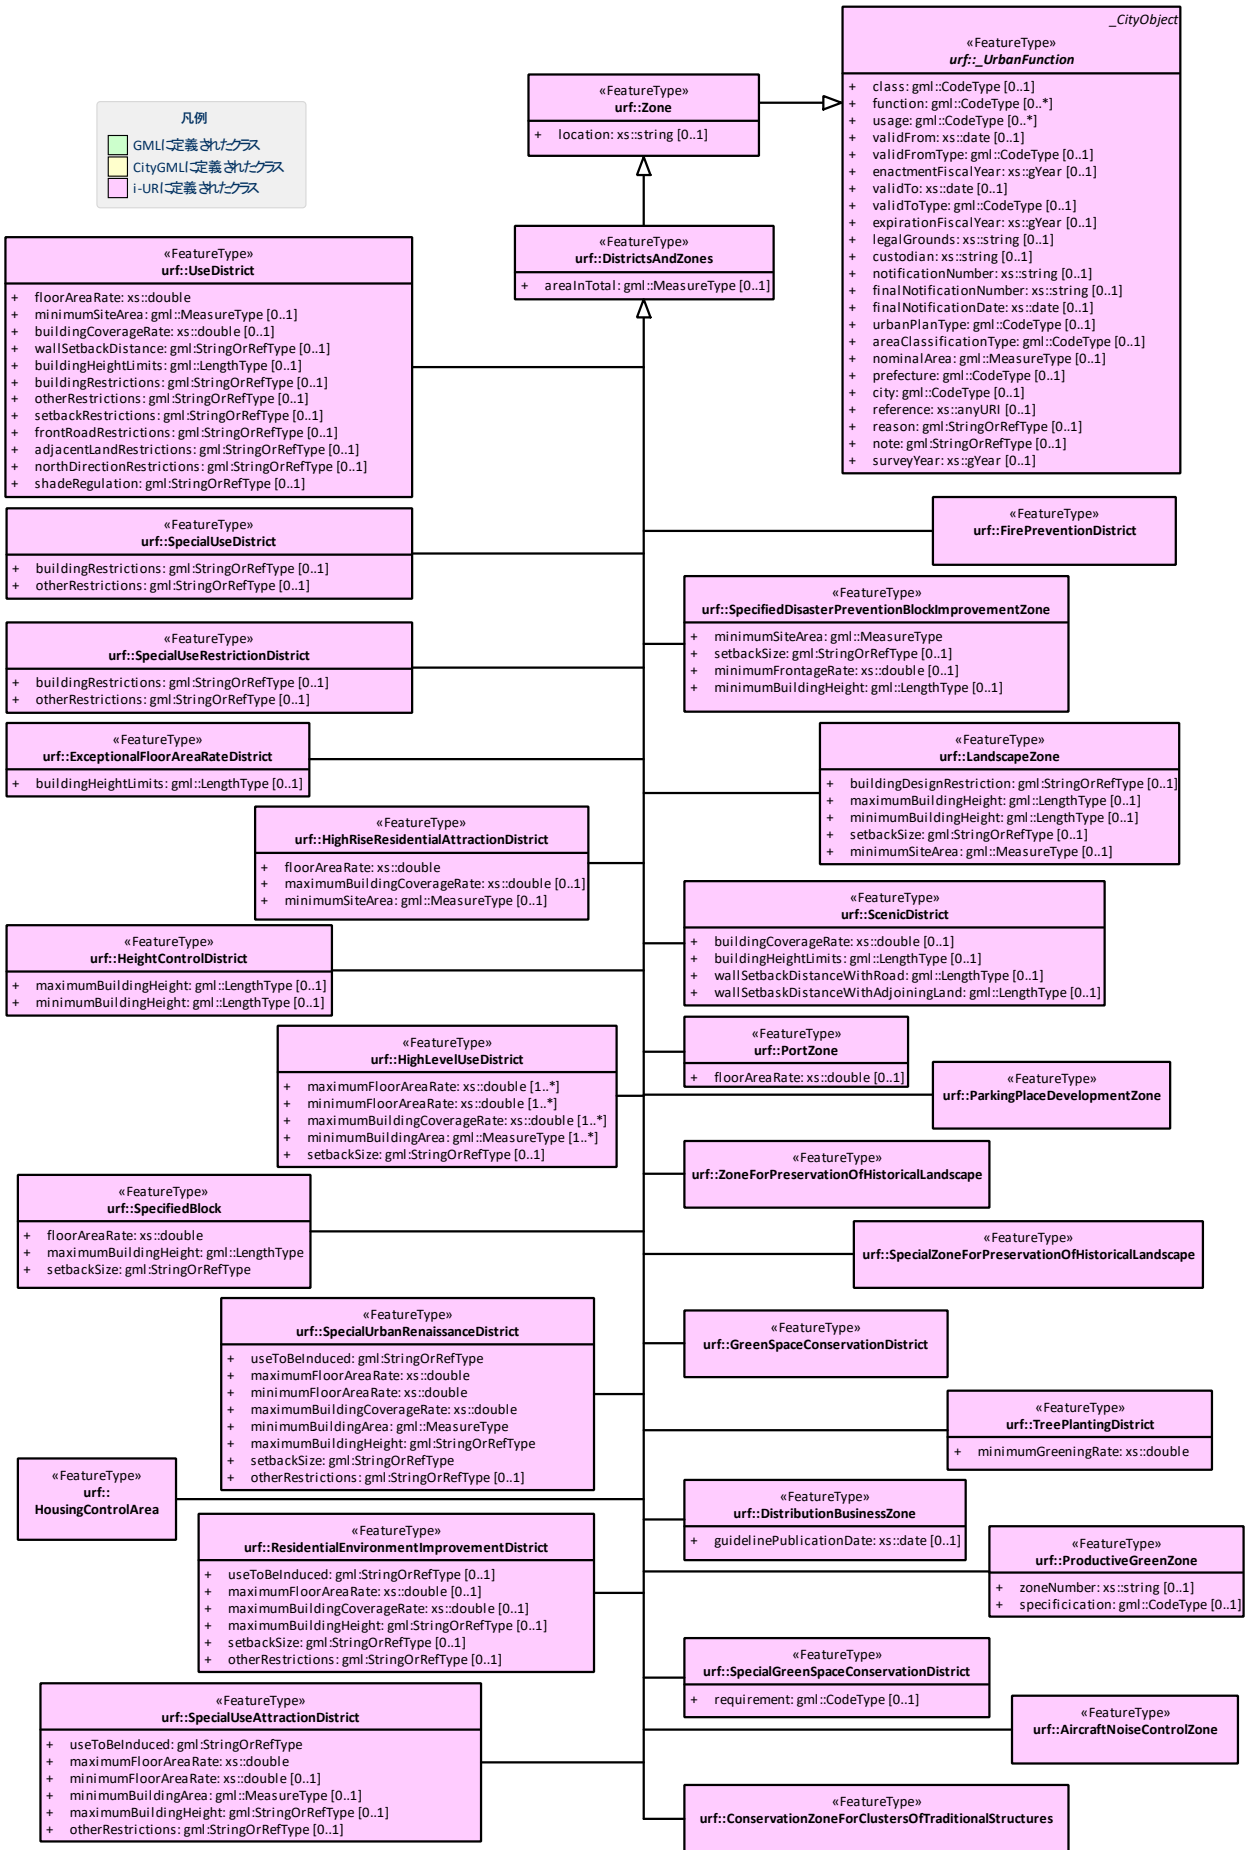 _CityObject
«FeatureType»
urf::_UrbanFunction
+ class: gml::CodeType [0..1]
+ function: gml::CodeType [0..*]
+ usage: gml::CodeType [0..*]
+ validFrom: xs::date [0..1]
+ validFromType: gml::CodeType [0..1]
+ enactmentFiscalYear: xs::gYear [0..1]
+ validTo: xs::date [0..1]
+ validToType: gml::CodeType [0..1]
+ expirationFiscalYear: xs::gYear [0..1]
+ legalGrounds: xs::string [0..1]
+ custodian: xs::string [0..1]
+ notificationNumber: xs::string [0..1]
+ finalNotificationNumber: xs::string [0..1]
+ finalNotificationDate: xs::date [0..1]
+ urbanPlanType: gml::CodeType [0..1]
+ areaClassificationType: gml::CodeType [0..1]
+ nominalArea: gml::MeasureType [0..1]
+ prefecture: gml::CodeType [0..1]
+ city: gml::CodeType [0..1]
+ reference: xs::anyURI [0..1]
+ reason: gml:StringOrRefType [0..1]
+ note: gml:StringOrRefType [0..1]
+ surveyYear: xs::gYear [0..1]
«FeatureType»
urf::Zone
+ location: xs::string [0..1]
凡例
GMLに定義されたクラス
CityGMLに定義されたクラス
i-URに定義されたクラス
«FeatureType»
urf::DistrictsAndZones
+ areaInTotal: gml::MeasureType [0..1]
«FeatureType»
urf::UseDistrict
+ floorAreaRate: xs::double
+ minimumSiteArea: gml::MeasureType [0..1]
+ buildingCoverageRate: xs::double [0..1]
+ wallSetbackDistance: gml:StringOrRefType [0..1]
+ buildingHeightLimits: gml::LengthType [0..1]
+ buildingRestrictions: gml:StringOrRefType [0..1]
+ otherRestrictions: gml:StringOrRefType [0..1]
+ setbackRestrictions: gml:StringOrRefType [0..1]
+ frontRoadRestrictions: gml:StringOrRefType [0..1]
+ adjacentLandRestrictions: gml:StringOrRefType [0..1]
+ northDirectionRestrictions: gml:StringOrRefType [0..1]
+ shadeRegulation: gml:StringOrRefType [0..1]
«FeatureType»
urf::FirePreventionDistrict
«FeatureType»
urf::SpecialUseDistrict
+ buildingRestrictions: gml:StringOrRefType [0..1]
+ otherRestrictions: gml:StringOrRefType [0..1]
«FeatureType»
urf::SpecifiedDisasterPreventionBlockImprovementZone
+ minimumSiteArea: gml::MeasureType
+ setbackSize: gml:StringOrRefType [0..1]
+ minimumFrontageRate: xs::double [0..1]
+ minimumBuildingHeight: gml::LengthType [0..1]
«FeatureType»
urf::SpecialUseRestrictionDistrict
+ buildingRestrictions: gml:StringOrRefType [0..1]
+ otherRestrictions: gml:StringOrRefType [0..1]
«FeatureType»
urf::ExceptionalFloorAreaRateDistrict
+ buildingHeightLimits: gml::LengthType [0..1]
«FeatureType»
urf::LandscapeZone
+ buildingDesignRestriction: gml:StringOrRefType [0..1]
+ maximumBuildingHeight: gml::LengthType [0..1]
+ minimumBuildingHeight: gml::LengthType [0..1]
+ setbackSize: gml:StringOrRefType [0..1]
+ minimumSiteArea: gml::MeasureType [0..1]
«FeatureType»
urf::HighRiseResidentialAttractionDistrict
+ floorAreaRate: xs::double
+ maximumBuildingCoverageRate: xs::double [0..1]
+ minimumSiteArea: gml::MeasureType [0..1]
«FeatureType»
urf::ScenicDistrict
+ buildingCoverageRate: xs::double [0..1]
+ buildingHeightLimits: gml::LengthType [0..1]
+ wallSetbackDistanceWithRoad: gml::LengthType [0..1]
+ wallSetbaskDistanceWithAdjoiningLand: gml::LengthType [0..1]
«FeatureType»
urf::HeightControlDistrict
+ maximumBuildingHeight: gml::LengthType [0..1]
+ minimumBuildingHeight: gml::LengthType [0..1]
«FeatureType»
urf::PortZone
+ floorAreaRate: xs::double [0..1]
«FeatureType»
urf::HighLevelUseDistrict
+ maximumFloorAreaRate: xs::double [1..*]
+ minimumFloorAreaRate: xs::double [1..*]
+ maximumBuildingCoverageRate: xs::double [1..*]
+ minimumBuildingArea: gml::MeasureType [1..*]
+ setbackSize: gml:StringOrRefType [0..1]
«FeatureType»
urf::ParkingPlaceDevelopmentZone
«FeatureType»
urf::ZoneForPreservationOfHistoricalLandscape
«FeatureType»
urf::SpecifiedBlock
+ floorAreaRate: xs::double
+ maximumBuildingHeight: gml::LengthType
+ setbackSize: gml:StringOrRefType
«FeatureType»
urf::SpecialZoneForPreservationOfHistoricalLandscape
«FeatureType»
urf::SpecialUrbanRenaissanceDistrict
+ useToBeInduced: gml:StringOrRefType
+ maximumFloorAreaRate: xs::double
+ minimumFloorAreaRate: xs::double
+ maximumBuildingCoverageRate: xs::double
+ minimumBuildingArea: gml::MeasureType
+ maximumBuildingHeight: gml:StringOrRefType
+ setbackSize: gml:StringOrRefType
+ otherRestrictions: gml:StringOrRefType [0..1]
«FeatureType»
urf::GreenSpaceConservationDistrict
«FeatureType»
urf::TreePlantingDistrict
+ minimumGreeningRate: xs::double
«FeatureType»
urf::
HousingControlArea
«FeatureType»
urf::DistributionBusinessZone
+ guidelinePublicationDate: xs::date [0..1]
«FeatureType»
urf::ResidentialEnvironmentImprovementDistrict
+ useToBeInduced: gml:StringOrRefType [0..1]
+ maximumFloorAreaRate: xs::double [0..1]
+ maximumBuildingCoverageRate: xs::double [0..1]
+ maximumBuildingHeight: gml:StringOrRefType [0..1]
+ setbackSize: gml:StringOrRefType [0..1]
+ otherRestrictions: gml:StringOrRefType [0..1]
«FeatureType»
urf::ProductiveGreenZone
+ zoneNumber: xs::string [0..1]
+ specificication: gml::CodeType [0..1]
«FeatureType»
urf::SpecialGreenSpaceConservationDistrict
+ requirement: gml::CodeType [0..1]
«FeatureType»
urf::SpecialUseAttractionDistrict
+ useToBeInduced: gml:StringOrRefType
+ maximumFloorAreaRate: xs::double
+ minimumFloorAreaRate: xs::double [0..1]
+ minimumBuildingArea: gml::MeasureType [0..1]
+ maximumBuildingHeight: gml:StringOrRefType [0..1]
+ otherRestrictions: gml:StringOrRefType [0..1]
«FeatureType»
urf::AircraftNoiseControlZone
«FeatureType»
urf::ConservationZoneForClustersOfTraditionalStructures